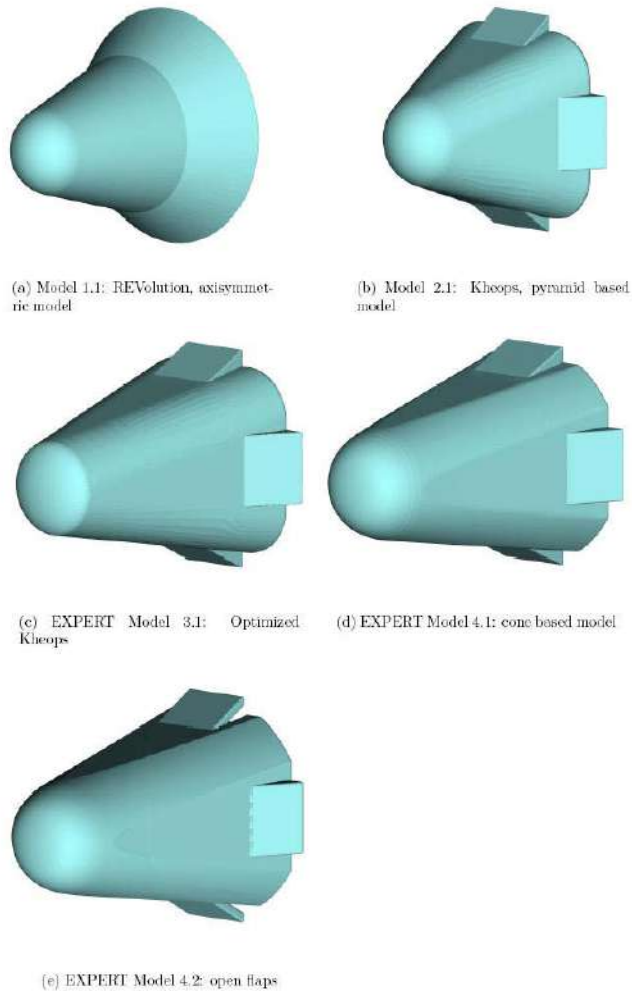 (a) Model 1.1: REVolution, axisymmet-
ric model
(b) Model 2.1: Kheops, pyramid based
model
(c) EXPERT Model 3.1: Optimized
Kheops
(d) EXPERT Model 4.1: cone based model
(e) EXPERT Model 4.2: open flaps